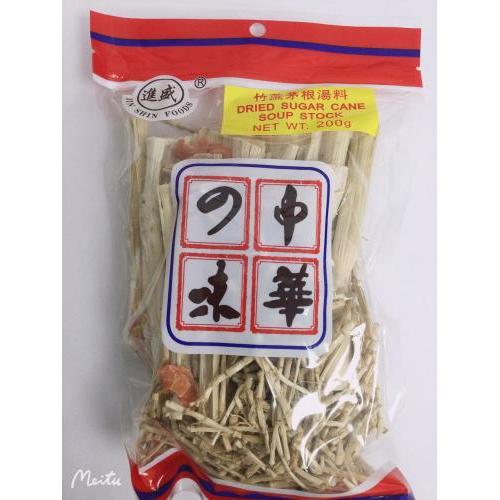 進盛
®
JIN SHIN FOODS
竹蔗茅根湯料
DRIED SUGAR CANE
SOUP STOCK
NET WT: 200g
中華
の味
Meitu